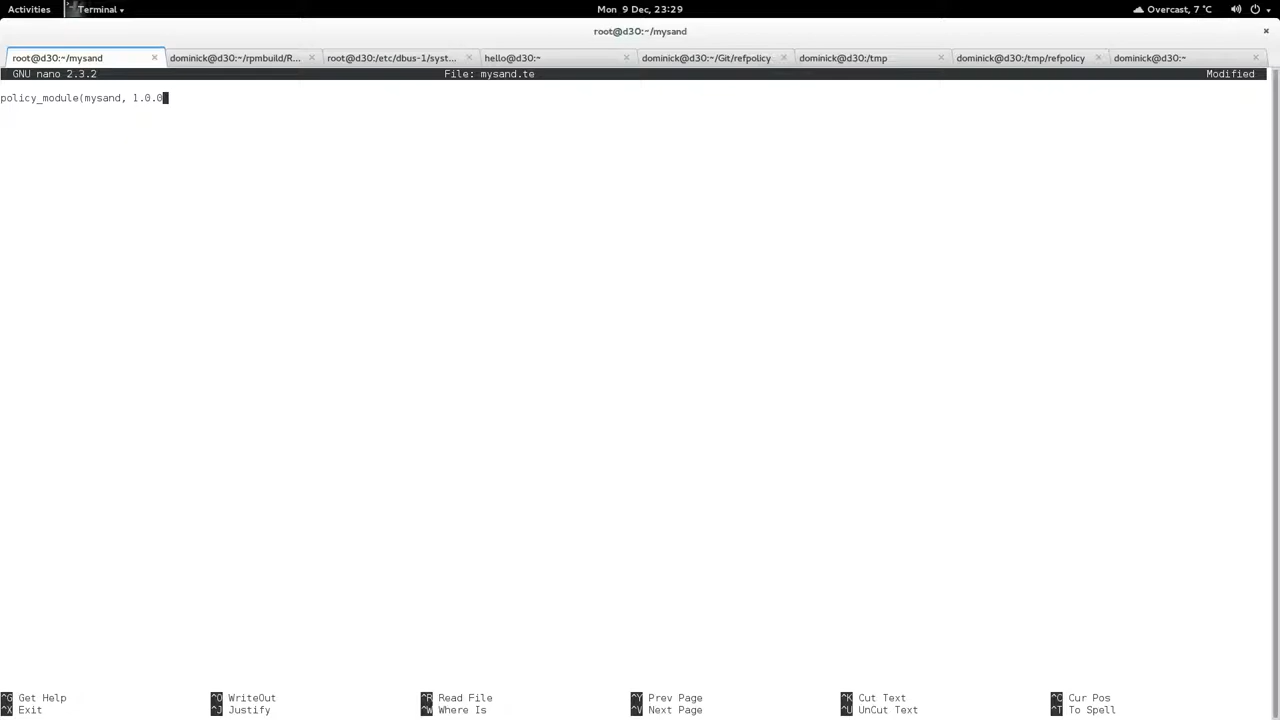 Activities Terminal Mon 9 Dec, 23:29 Overcast, 7 °C
root@d30:~/mysand
root@d30:~/mysand dominick@d30:~/rpmbuild/R... root@d30:/etc/dbus-1/syst... hello@d30:~ dominick@d30:~/Git/refpolicy dominick@d30:/tmp dominick@d30:/tmp/refpolicy dominick@d30:~
GNU nano 2.3.2 File: mysand.te Modified
policy_module(mysand, 1.0.0
^G Get Help ^O WriteOut ^R Read File ^Y Prev Page ^K Cut Text ^C Cur Pos
^X Exit ^J Justify ^W Where Is ^V Next Page ^U UnCut Text ^T To Spell